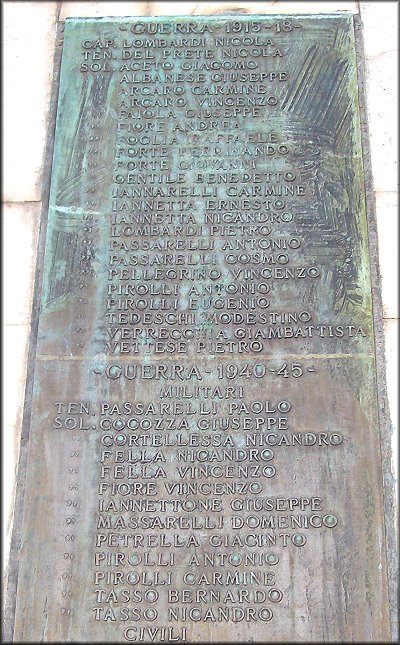 -GUERRA-1915-18-
CAP. LOMBARDI NICOLA
TEN. DEL PRETE NICOLA
SOL. ACETO GIACOMO
" ALBANESE GIUSEPPE
" ARCARO CARMINE
" ARCARO VINCENZO
" FAIOLA GIUSEPPE
" FIORE ANDREA
" FOGLIA RAFFAELE
" FORTE FERDINANDO
" FORTE GIOVANNI
" GENTILE BENEDETTO
" IANNARELLI CARMINE
" IANNETTA ERNESTO
" IANNETTA NICANDRO
" LOMBARDI PIETRO
" PASSARELLI ANTONIO
" PASSARELLI COSMO
" PELLEGRINO VINCENZO
" PIROLLI ANTONIO
" PIROLLI EUGENIO
" TEDESCHI MODESTINO
" VERRECCHIA GIAMBATTISTA
" VETTESE PIETRO
-GUERRA-1940-45-
MILITARI
TEN. PASSARELLI PAOLO
SOL. COCOZZA GIUSEPPE
" CORTELLESSA NICANDRO
" FELLA NICANDRO
" FELLA VINCENZO
" FIORE VINCENZO
" IANNETTONE GIUSEPPE
" MASSARELLI DOMENICO
" PETRELLA GIACINTO
" PIROLLI ANTONIO
" PIROLLI CARMINE
" TASSO BERNARDO
" TASSO NICANDRO
CIVILI